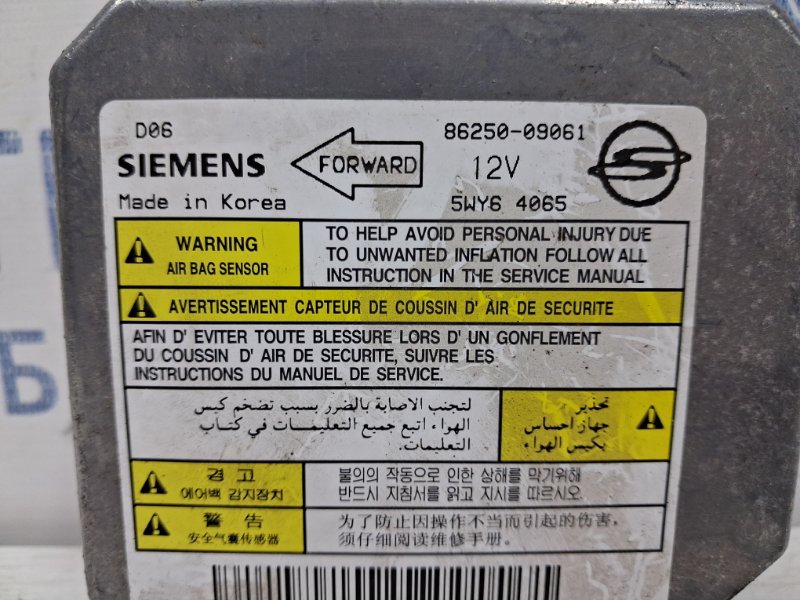 D06
86250-09061
SIEMENS
FORWARD
12V
Made in Korea
5WY6 4065
WARNING
AIR BAG SENSOR
TO HELP AVOID PERSONAL INJURY DUE
TO UNWANTED INFLATION FOLLOW ALL
INSTRUCTION IN THE SERVICE MANUAL
AVERTISSEMENT CAPTEUR DE COUSSIN D' AIR DE SECURITE
AFIN D' EVITER TOUTE BLESSURE LORS D' UN GONFLEMENT
DU COUSSIN D' AIR DE SECURITE, SUIVRE LES
INSTRUCTIONS DU MANUEL DE SERVICE.
تحذير
جهاز احساس
بكيس الهواء
لتجنب الاصابة بالضرر بسبب تضخم كيس
الهواء اتبع جميع التعليمات في كتاب
التعليمات.
경 고
에어백 감지장치
불의의 작동으로 인한 상해를 막기위해
반드시 지침서를 읽고 지시를 따르시오.
警 告
安全气囊传感器
为了防止因操作不当而引起的伤害,
须仔细阅读维修手册.